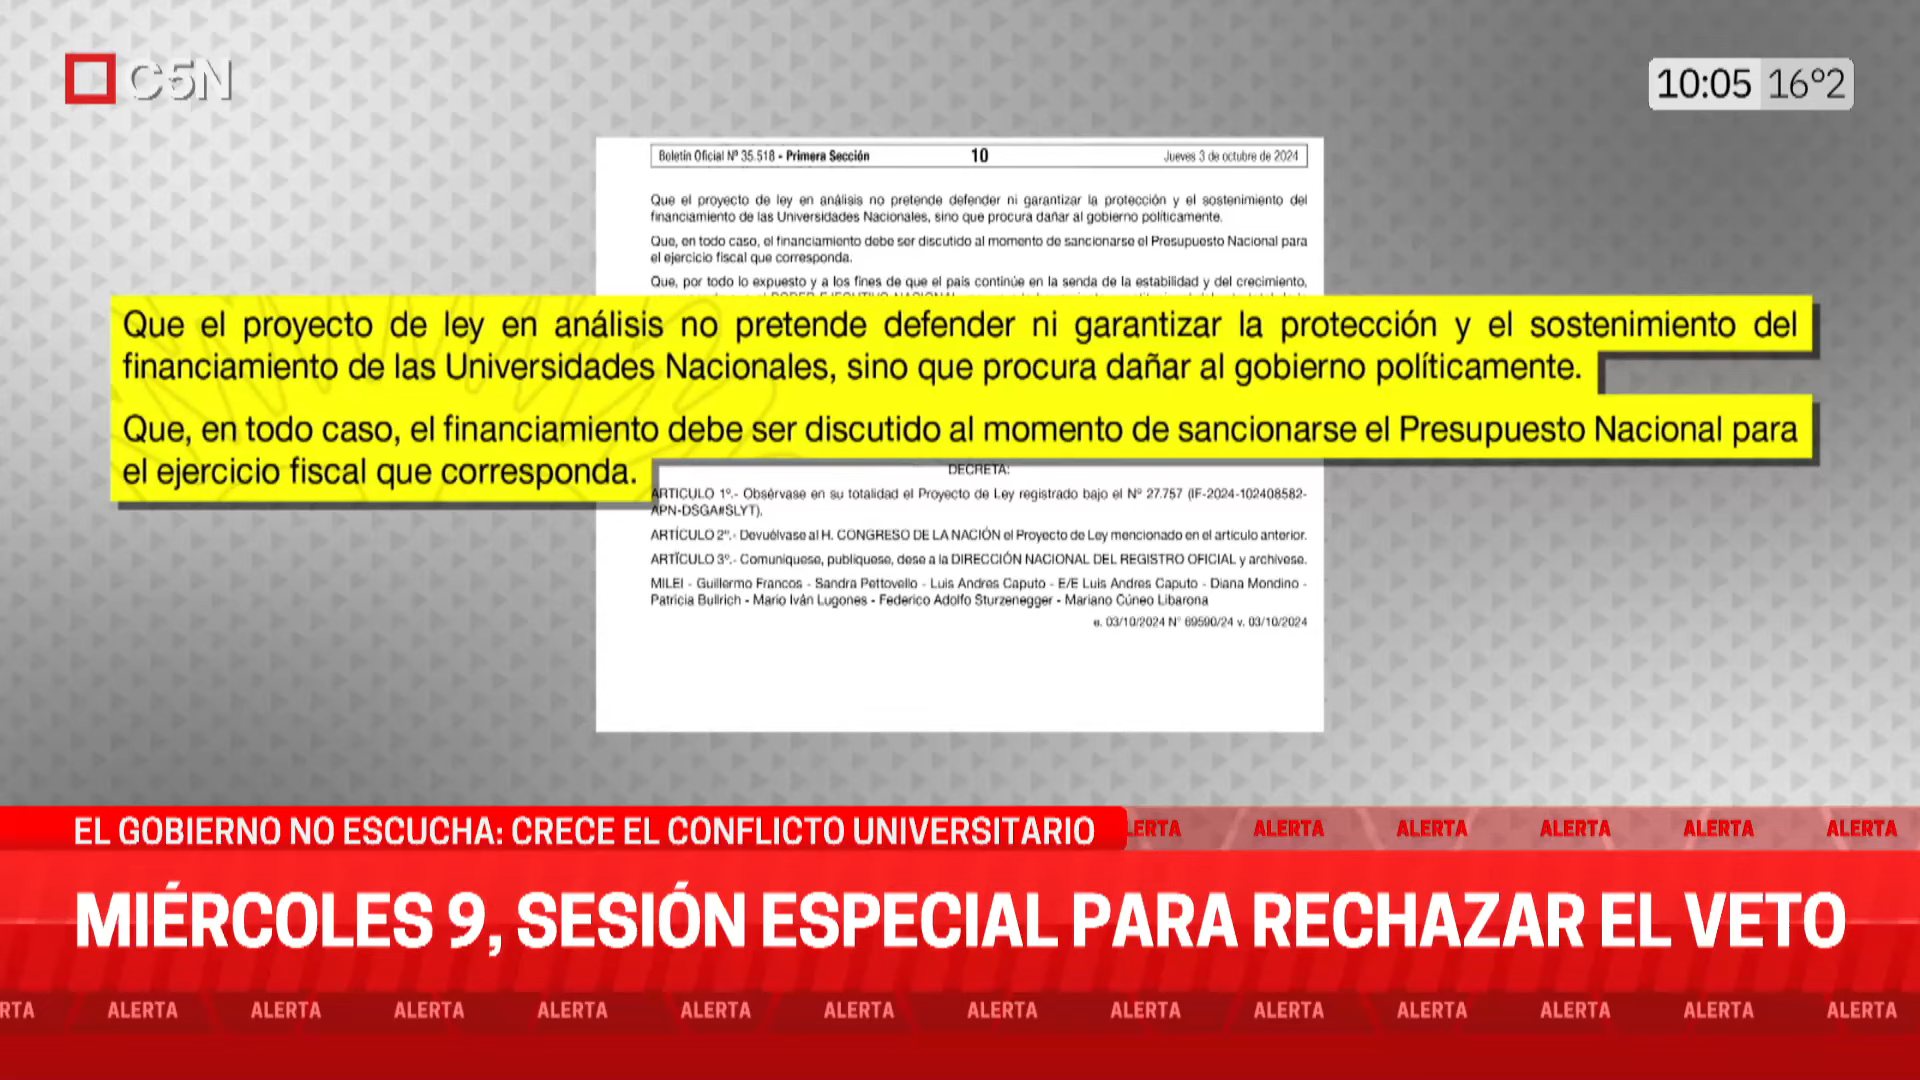 C5N
10:05 16º2
Boletín Oficial Nº 35.518 - Primera Sección 10 Jueves 3 de octubre de 2024
Que el proyecto de ley en análisis no pretende defender ni garantizar la protección y el sostenimiento del
financiamiento de las Universidades Nacionales, sino que procura dañar al gobierno políticamente.
Que, en todo caso, el financiamiento debe ser discutido al momento de sancionarse el Presupuesto Nacional para
el ejercicio fiscal que corresponda.
Que, por todo lo expuesto y a los fines de que el país continúe en la senda de la estabilidad y del crecimiento,
Que el proyecto de ley en análisis no pretende defender ni garantizar la protección y el sostenimiento del
financiamiento de las Universidades Nacionales, sino que procura dañar al gobierno políticamente.
Que, en todo caso, el financiamiento debe ser discutido al momento de sancionarse el Presupuesto Nacional para
el ejercicio fiscal que corresponda.
DECRETA:
ARTICULO 1º.- Obsérvase en su totalidad el Proyecto de Ley registrado bajo el Nº 27.757 (IF-2024-102408582-
APN-DSGA#SLYT).
ARTÍCULO 2º.- Devuélvase al H. CONGRESO DE LA NACIÓN el Proyecto de Ley mencionado en el artículo anterior.
ARTÍCULO 3º.- Comuníquese, publíquese, dese a la DIRECCIÓN NACIONAL DEL REGISTRO OFICIAL y archívese.
MILEI - Guillermo Francos - Sandra Pettovello - Luis Andres Caputo - E/E Luis Andres Caputo - Diana Mondino -
Patricia Bullrich - Mario Iván Lugones - Federico Adolfo Sturzenegger - Mariano Cúneo Libarona
e. 03/10/2024 N° 69590/24 v. 03/10/2024
EL GOBIERNO NO ESCUCHA: CRECE EL CONFLICTO UNIVERSITARIO
LERTA ALERTA ALERTA ALERTA ALERTA ALERTA
MIÉRCOLES 9, SESIÓN ESPECIAL PARA RECHAZAR EL VETO
RTA ALERTA ALERTA ALERTA ALERTA ALERTA ALERTA ALERTA ALERTA ALERTA ALERTA ALERTA ALERTA ALERTA